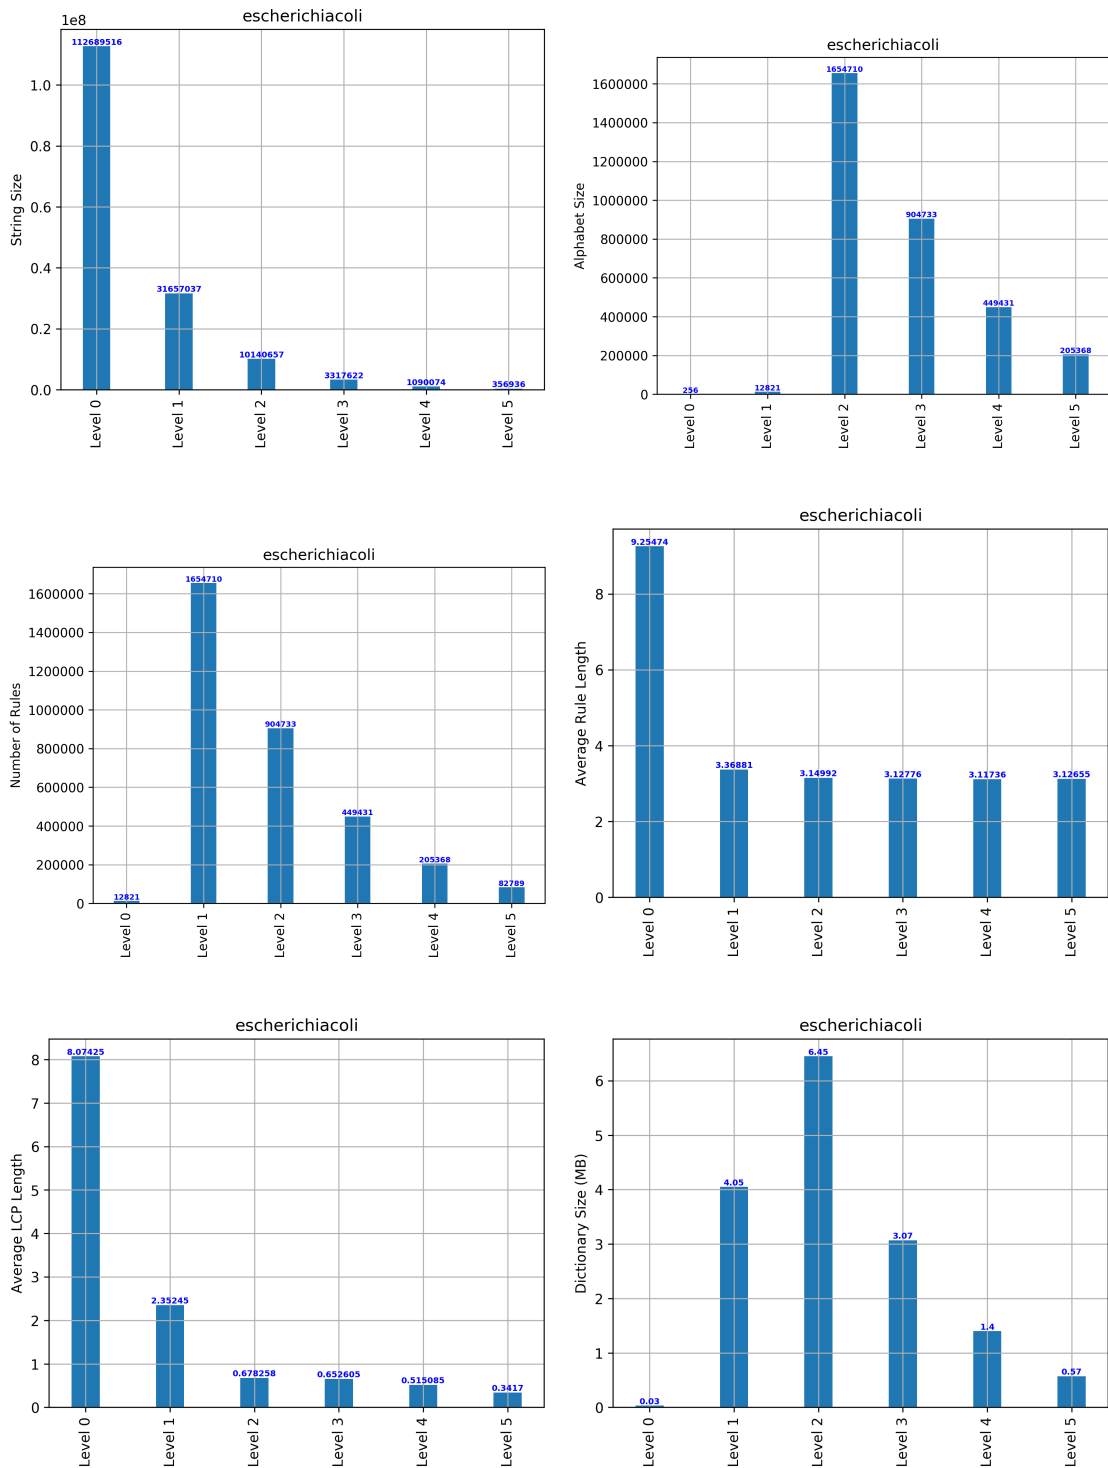 escherichiacoli
1e8
String Size
1.0
0.8
0.6
0.4
0.2
0.0
112689516
31657037
10140657
3317622
1090074
356936
Level 0
Level 1
Level 2
Level 3
Level 4
Level 5
escherichiacoli
Alphabet Size
1600000
1400000
1200000
1000000
800000
600000
400000
200000
0
256
12821
1654710
904733
449431
205368
Level 0
Level 1
Level 2
Level 3
Level 4
Level 5
escherichiacoli
Number of Rules
1600000
1400000
1200000
1000000
800000
600000
400000
200000
0
12821
1654710
904733
449431
205368
82789
Level 0
Level 1
Level 2
Level 3
Level 4
Level 5
escherichiacoli
Average Rule Length
8
6
4
2
0
9.25474
3.36881
3.14992
3.12776
3.11736
3.12655
Level 0
Level 1
Level 2
Level 3
Level 4
Level 5
escherichiacoli
Average LCP Length
8
7
6
5
4
3
2
1
0
8.07425
2.35245
0.678258
0.652605
0.515085
0.3417
Level 0
Level 1
Level 2
Level 3
Level 4
Level 5
escherichiacoli
Dictionary Size (MB)
6
5
4
3
2
1
0
0.03
4.05
6.45
3.07
1.4
0.57
Level 0
Level 1
Level 2
Level 3
Level 4
Level 5